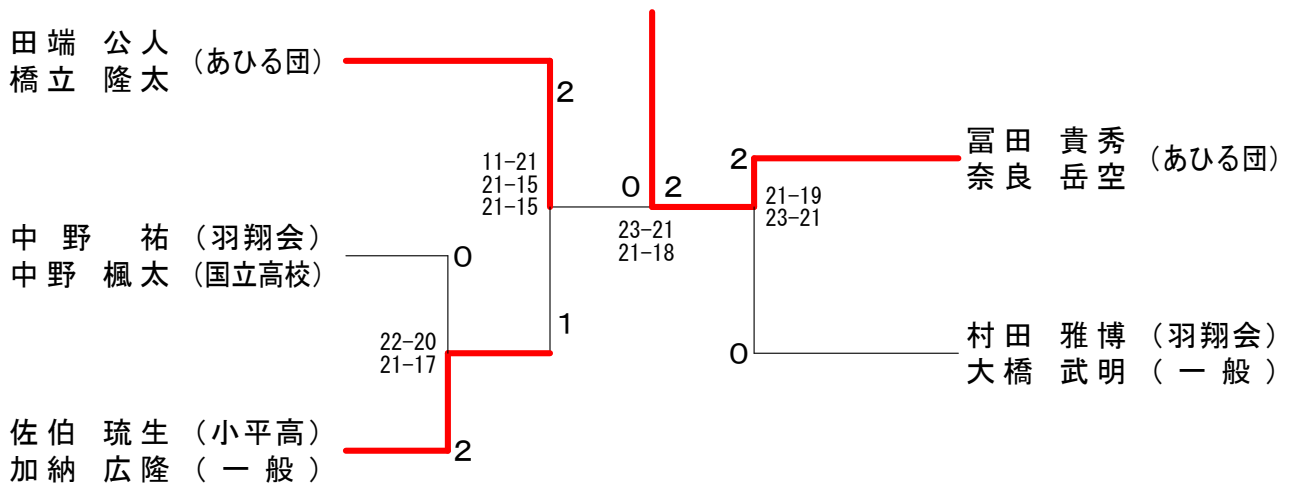 田端 公人 (あひる団)
橋立 隆太
2
11-21
21-15
21-15
中野 祐 (羽翔会)
中野 楓太 (国立高校)
0
22-20
21-17
1
佐伯 琉生 (小平高)
加納 広隆 (一般)
2
0 2
23-21
21-18
冨田 貴秀 (あひる団)
奈良 岳空
2
21-19
23-21
0
村田 雅博 (羽翔会)
大橋 武明 (一般)